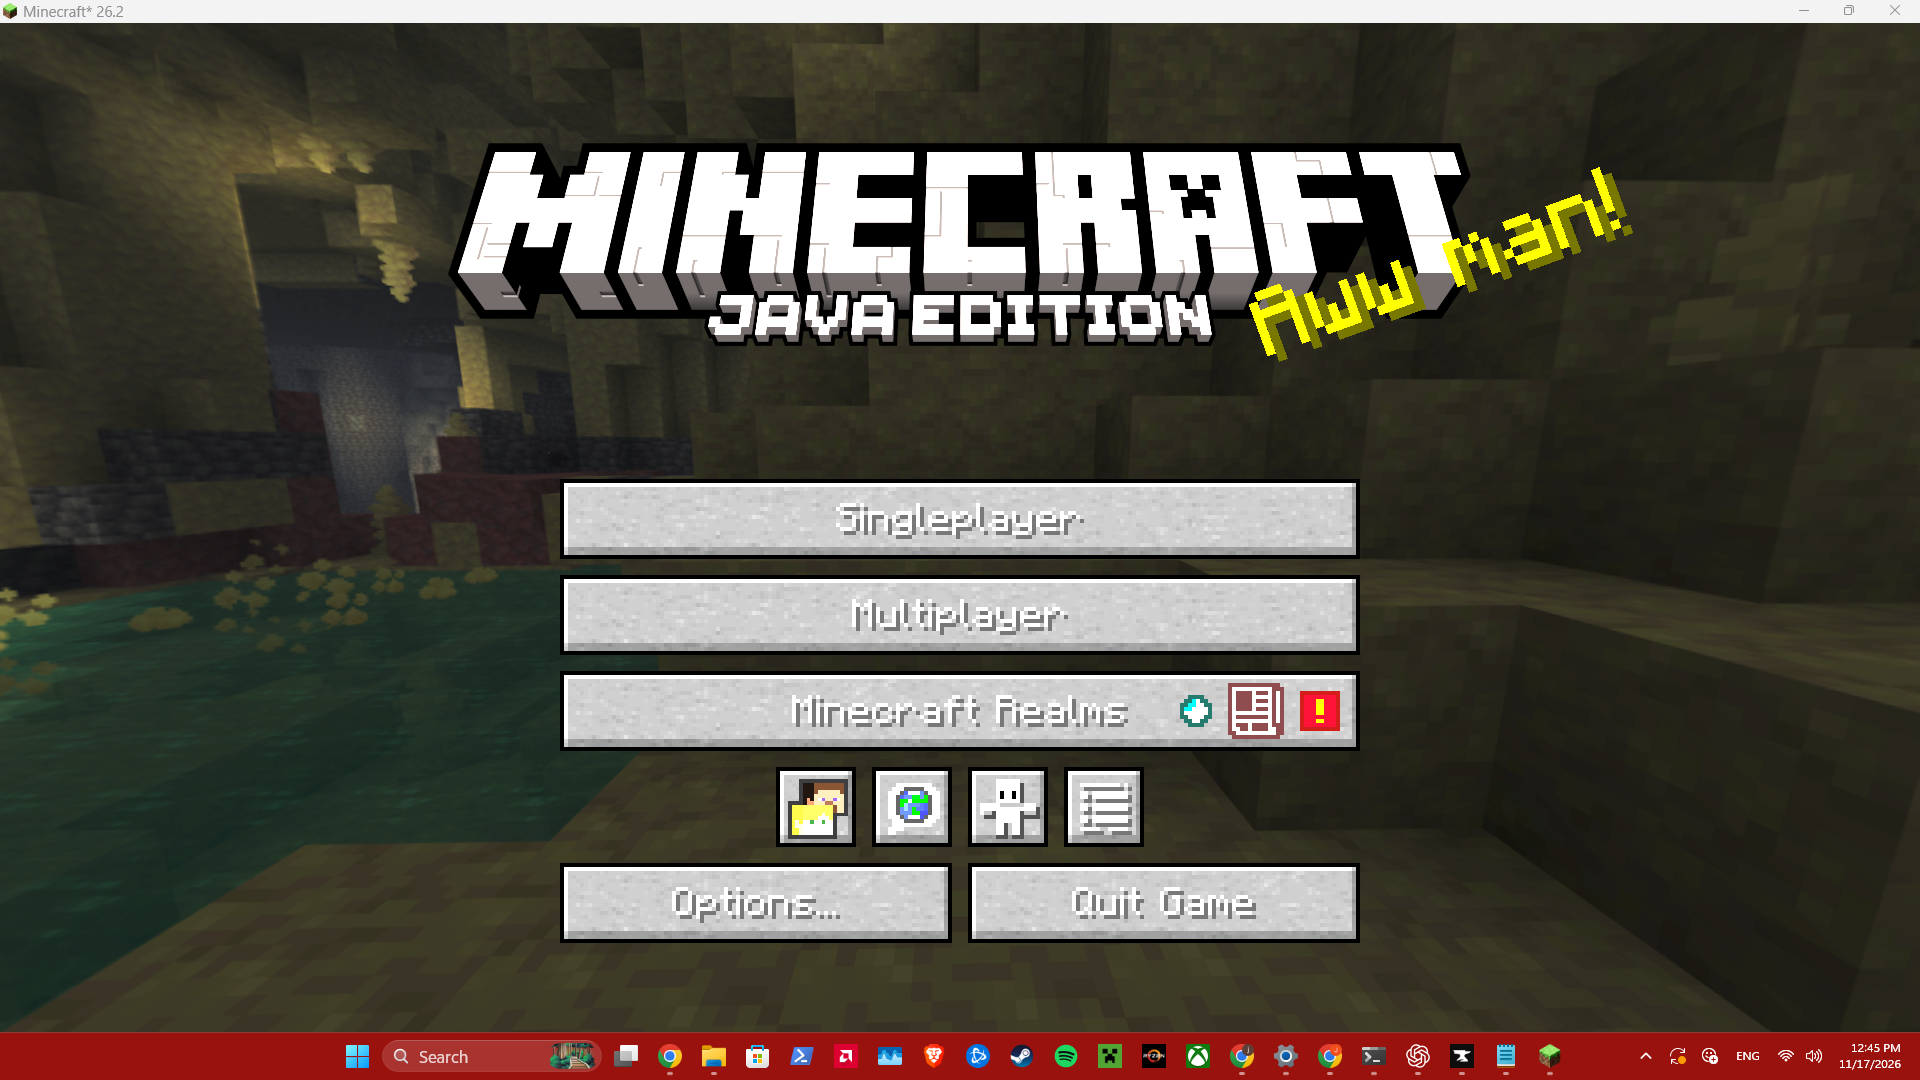 Minecraft* 26.2
MINECRAFT
JAVA EDITION
Aww man!
Singleplayer
Multiplayer
Minecraft Realms
Options...
Quit Game
Search
RYZEN
ENG
12:45 PM
11/17/2026